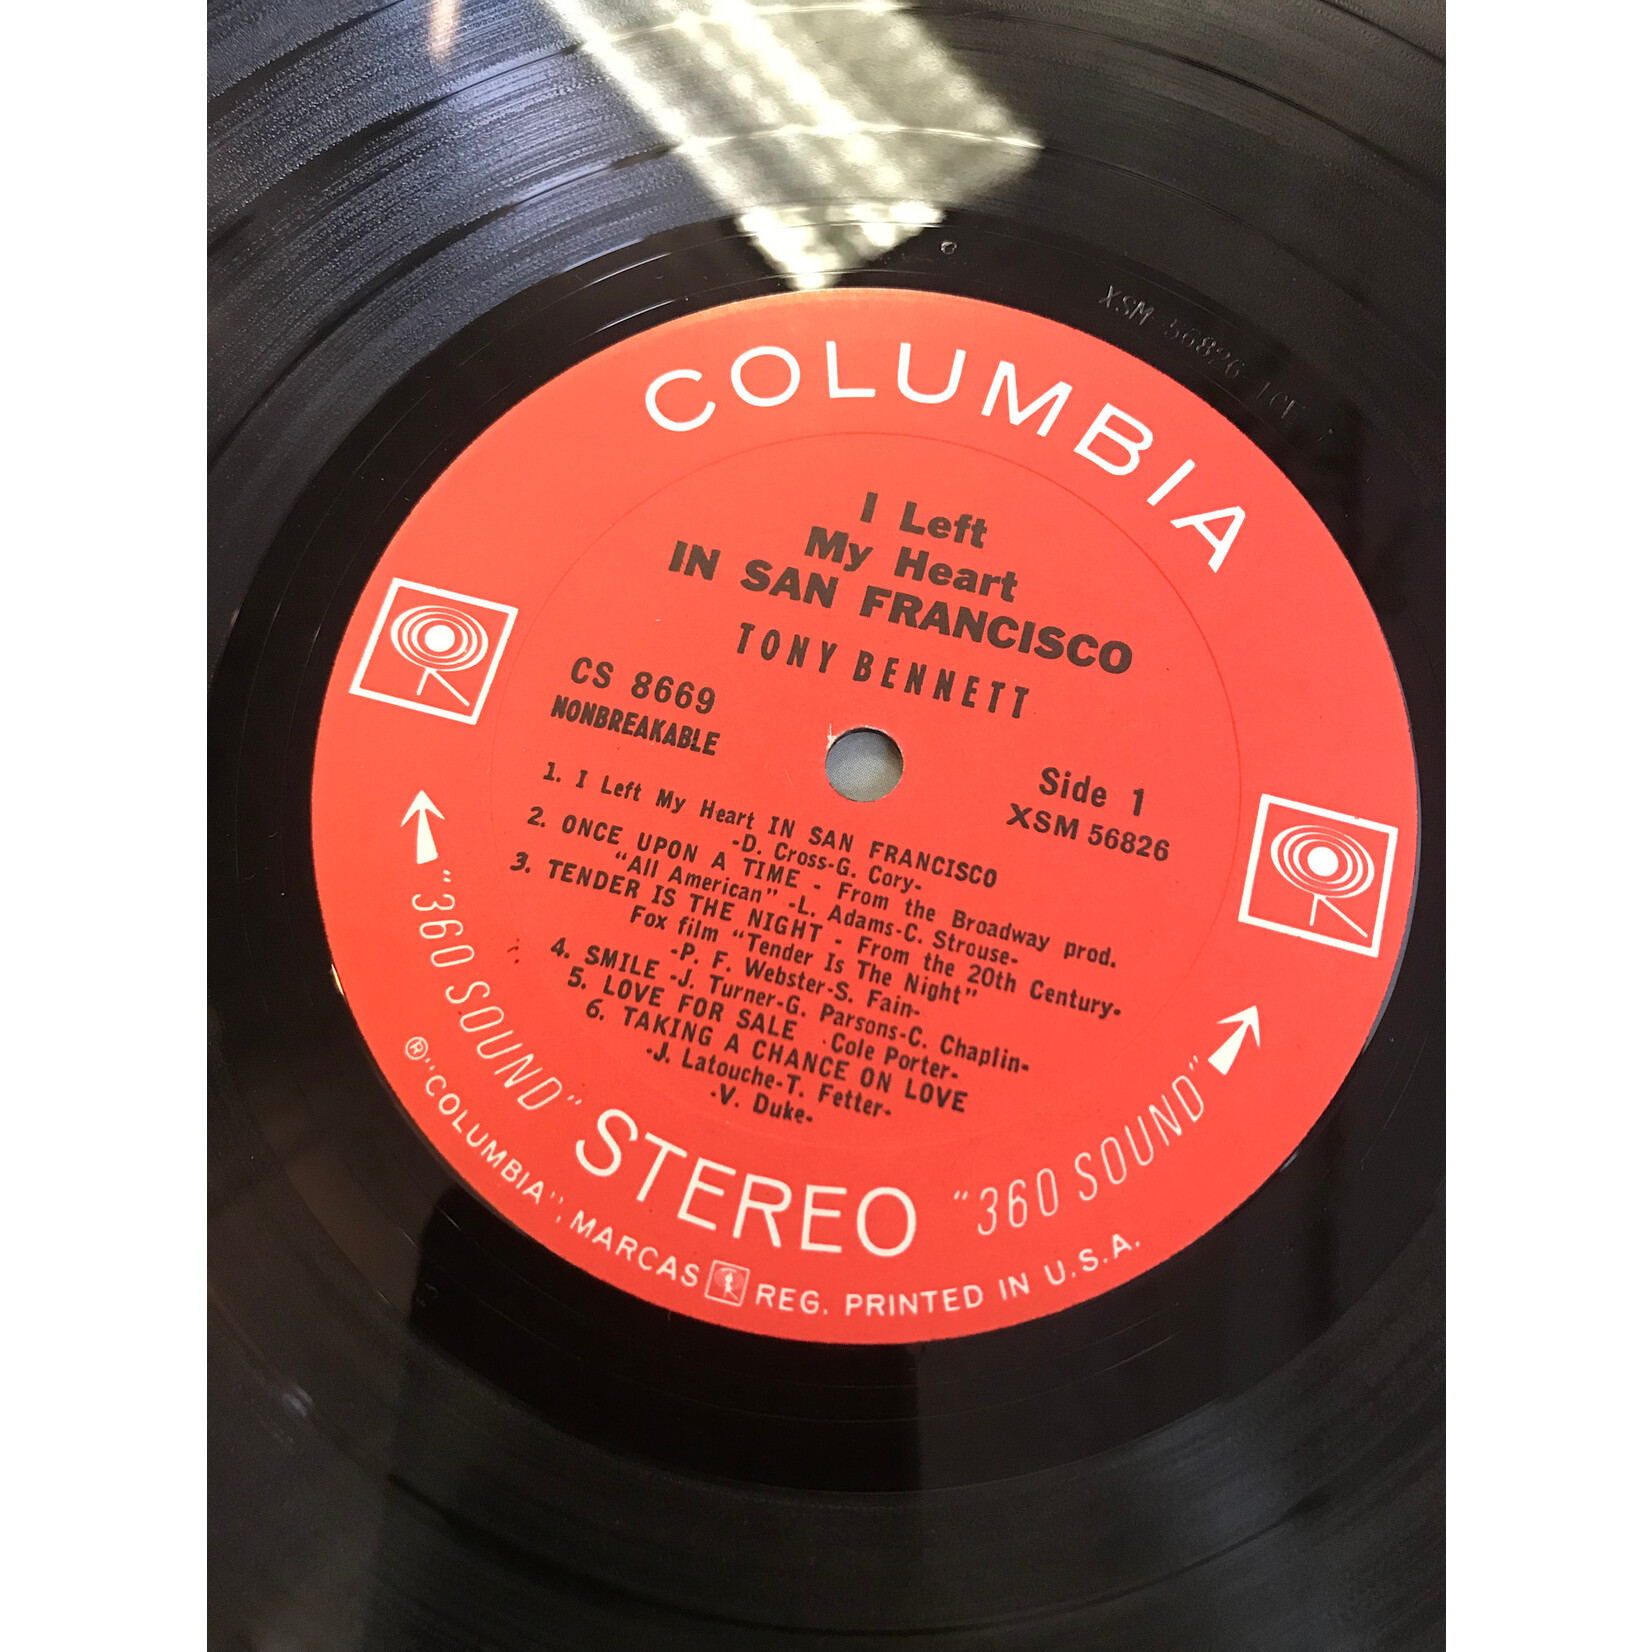 XSM 56826
COLUMBIA
I Left
My Heart
IN SAN FRANCISCO
TONY BENNETT
CS 8669
NONBREAKABLE
Side 1
XSM 56826
1. I Left My Heart IN SAN FRANCISCO
-D. Cross-G. Cory-
2. ONCE UPON A TIME - From the Broadway prod.
"All American" -L. Adams-C. Strouse-
3. TENDER IS THE NIGHT - From the 20th Century-
Fox film "Tender Is The Night"
-P. F. Webster-S. Fain-
4. SMILE -J. Turner-G. Parsons-C. Chaplin-
5. LOVE FOR SALE -Cole Porter-
6. TAKING A CHANCE ON LOVE
-J. Latouche-T. Fetter-
-V. Duke-
"360 SOUND" STEREO "360 SOUND"
® "COLUMBIA", MARCAS REG. PRINTED IN U.S.A.